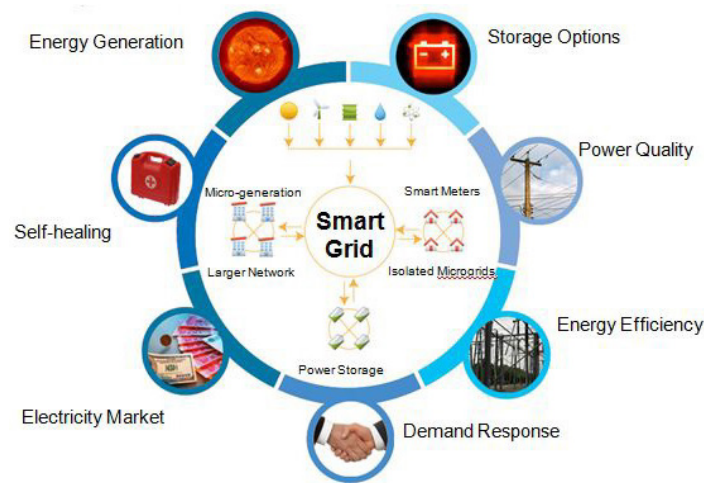 Energy Generation
Storage Options
Power Quality
Micro-generation
Smart Meters
Smart
Grid
Self-healing
Larger Network
Isolated Microgrids
Energy Efficiency
Power Storage
Electricity Market
Demand Response